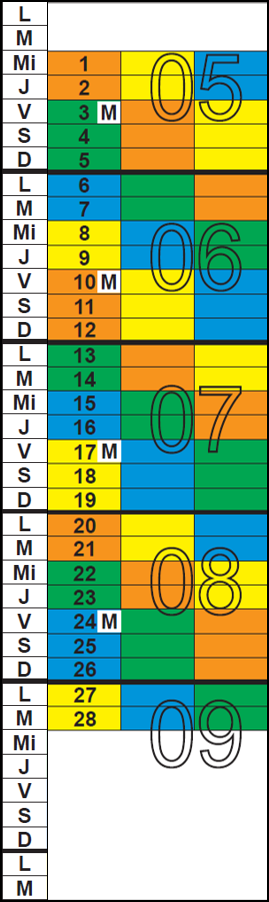 L
M
Mi 1 05
J 2
V 3 M
S 4
D 5
L 6
M 7
Mi 8 06
J 9
V 10 M
S 11
D 12
L 13
M 14
Mi 15 07
J 16
V 17 M
S 18
D 19
L 20
M 21
Mi 22 08
J 23
V 24 M
S 25
D 26
L 27
M 28 09
Mi
J
V
S
D
L
M